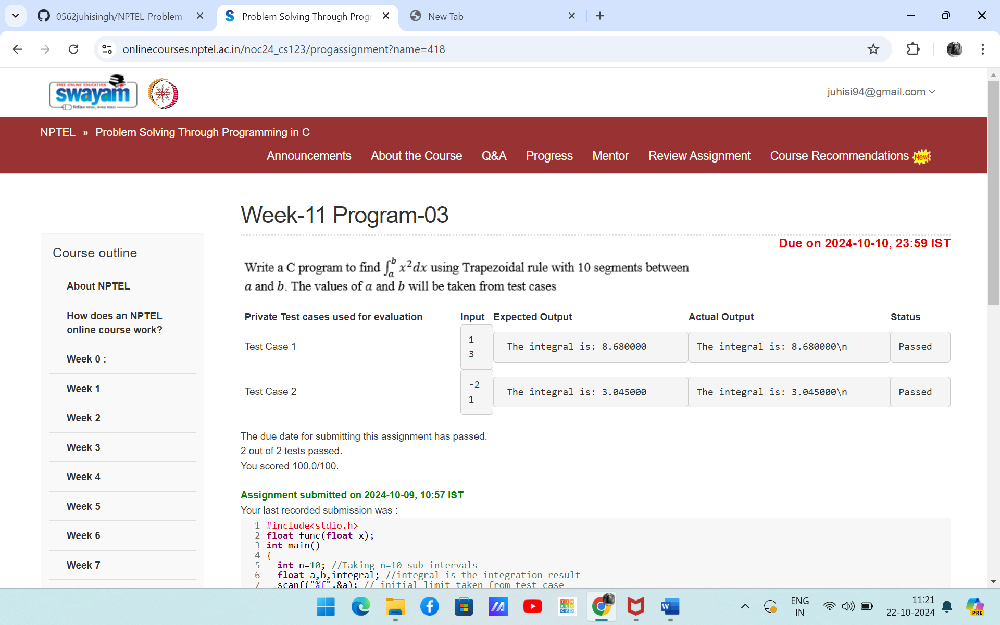 0562juhisingh/NPTEL-Problem-
Problem Solving Through Progr
New Tab
onlinecourses.nptel.ac.in/noc24_cs123/progassignment?name=418
FREE ONLINE EDUCATION
swayam
juhisi94@gmail.com
NPTEL » Problem Solving Through Programming in C
Announcements About the Course Q&A Progress Mentor Review Assignment Course Recommendations New!
Week-11 Program-03
Due on 2024-10-10, 23:59 IST
Course outline
About NPTEL
How does an NPTEL
online course work?
Week 0 :
Week 1
Week 2
Week 3
Week 4
Week 5
Week 6
Week 7
Write a C program to find ∫ₐᵇ x²dx using Trapezoidal rule with 10 segments between
a and b. The values of a and b will be taken from test cases
Private Test cases used for evaluation Input Expected Output Actual Output Status
Test Case 1
1
3
The integral is: 8.680000
The integral is: 8.680000\n
Passed
Test Case 2
-2
1
The integral is: 3.045000
The integral is: 3.045000\n
Passed
The due date for submitting this assignment has passed.
2 out of 2 tests passed.
You scored 100.0/100.
Assignment submitted on 2024-10-09, 10:57 IST
Your last recorded submission was :
1 #include<stdio.h>
2 float func(float x);
3 int main()
4 {
5 int n=10; //Taking n=10 sub intervals
6 float a,b,integral; //integral is the integration result
7 scanf("%f",&a); // initial limit taken from test case
TIN
KER
CAD
W
ENG
IN
11:21
22-10-2024
PRE